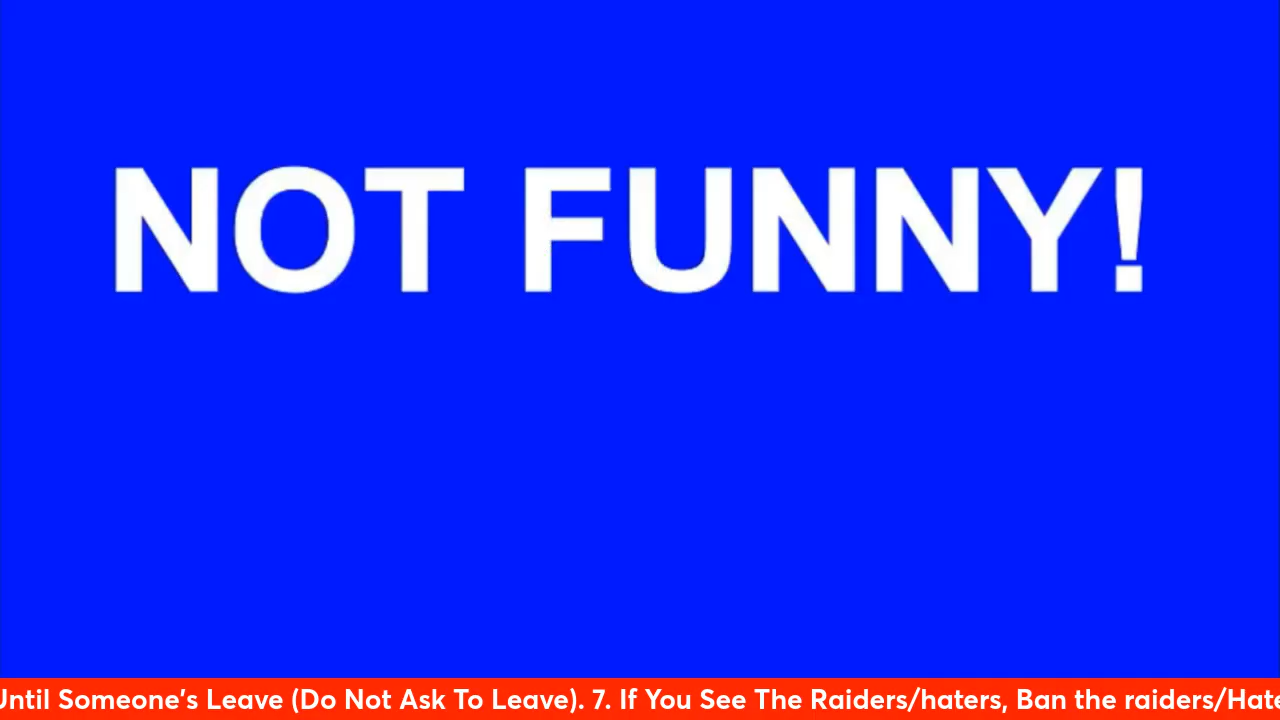 NOT FUNNY!
Until Someone's Leave (Do Not Ask To Leave). 7. If You See The Raiders/haters, Ban the raiders/Hate